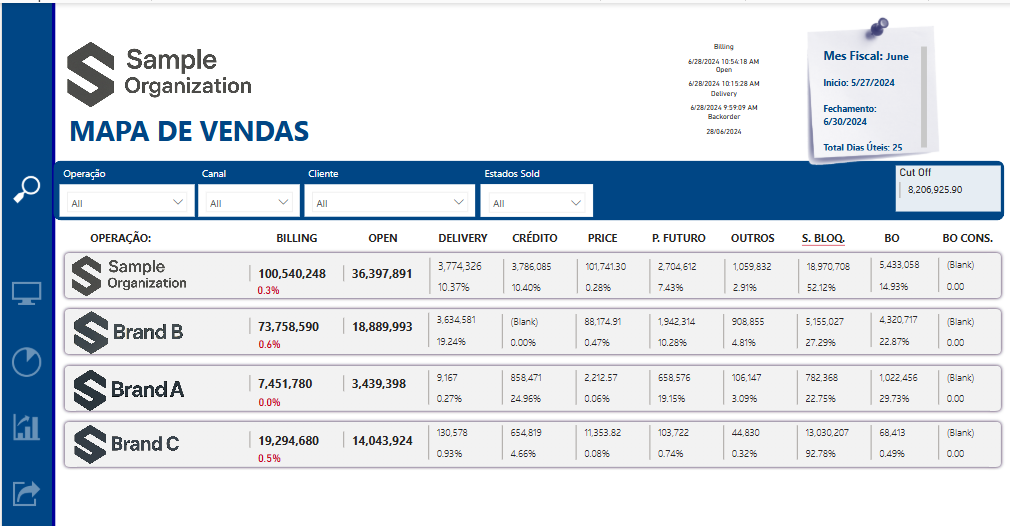 Sample
Organization
MAPA DE VENDAS
Billing
6/28/2024 10:54:18 AM
Open
6/28/2024 10:15:28 AM
Delivery
6/28/2024 9:59:09 AM
Backorder
28/06/2024
Mes Fiscal: June
Inicio: 5/27/2024
Fechamento:
6/30/2024
Total Dias Úteis: 25
Operação Canal Cliente Estados Sold
All All All All
Cut Off
8,206,925.90
OPERAÇÃO: BILLING OPEN DELIVERY CRÉDITO PRICE P. FUTURO OUTROS S. BLOQ. BO BO CONS.
Sample
Organization
100,540,248 36,397,891 3,774,326 3,786,085 101,741.30 2,704,612 1,059,832 18,970,708 5,433,058 (Blank)
0.3% 10.37% 10.40% 0.28% 7.43% 2.91% 52.12% 14.93% 0.00
Brand B
73,758,590 18,889,993 3,634,581 (Blank) 88,174.91 1,942,314 908,855 5,155,027 4,320,717 (Blank)
0.6% 19.24% 0.00% 0.47% 10.28% 4.81% 27.29% 22.87% 0.00
Brand A
7,451,780 3,439,398 9,167 858,471 2,212.57 658,576 106,147 782,368 1,022,456 (Blank)
0.0% 0.27% 24.96% 0.06% 19.15% 3.09% 22.75% 29.73% 0.00
Brand C
19,294,680 14,043,924 130,578 654,819 11,353.82 103,722 44,830 13,030,207 68,413 (Blank)
0.5% 0.93% 4.66% 0.08% 0.74% 0.32% 92.78% 0.49% 0.00